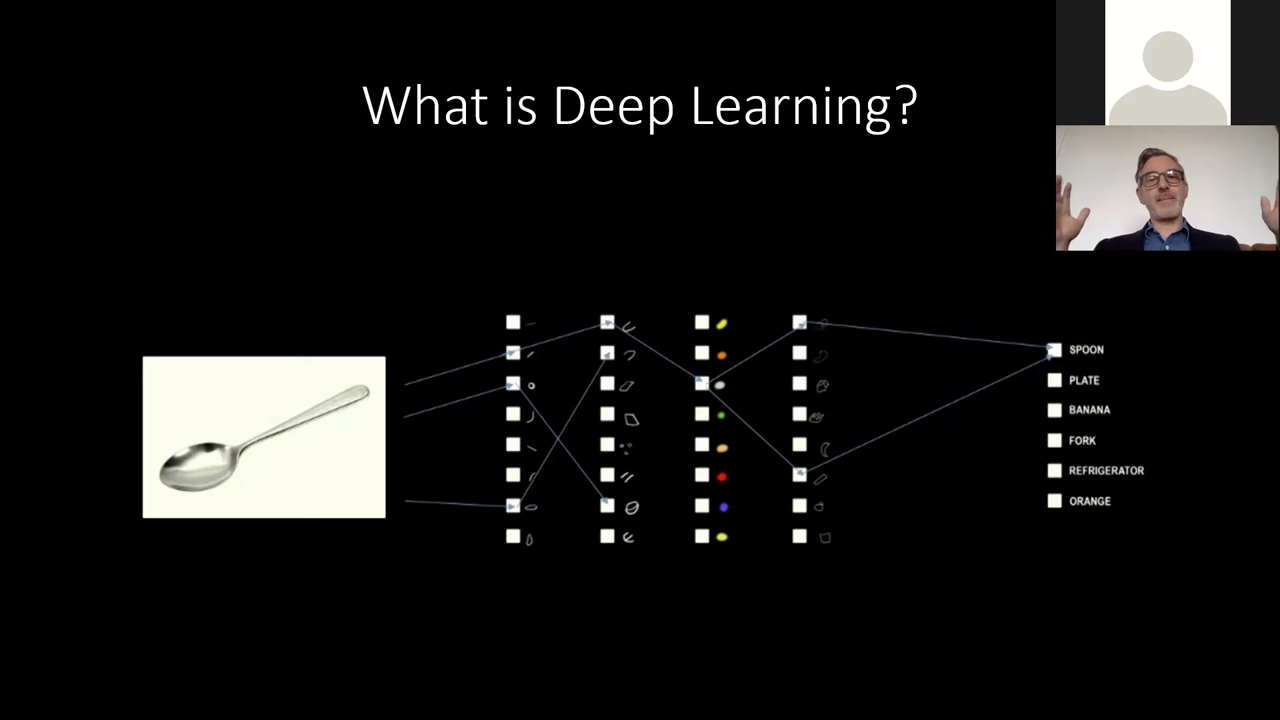 What is Deep Learning?
SPOON
PLATE
BANANA
FORK
REFRIGERATOR
ORANGE